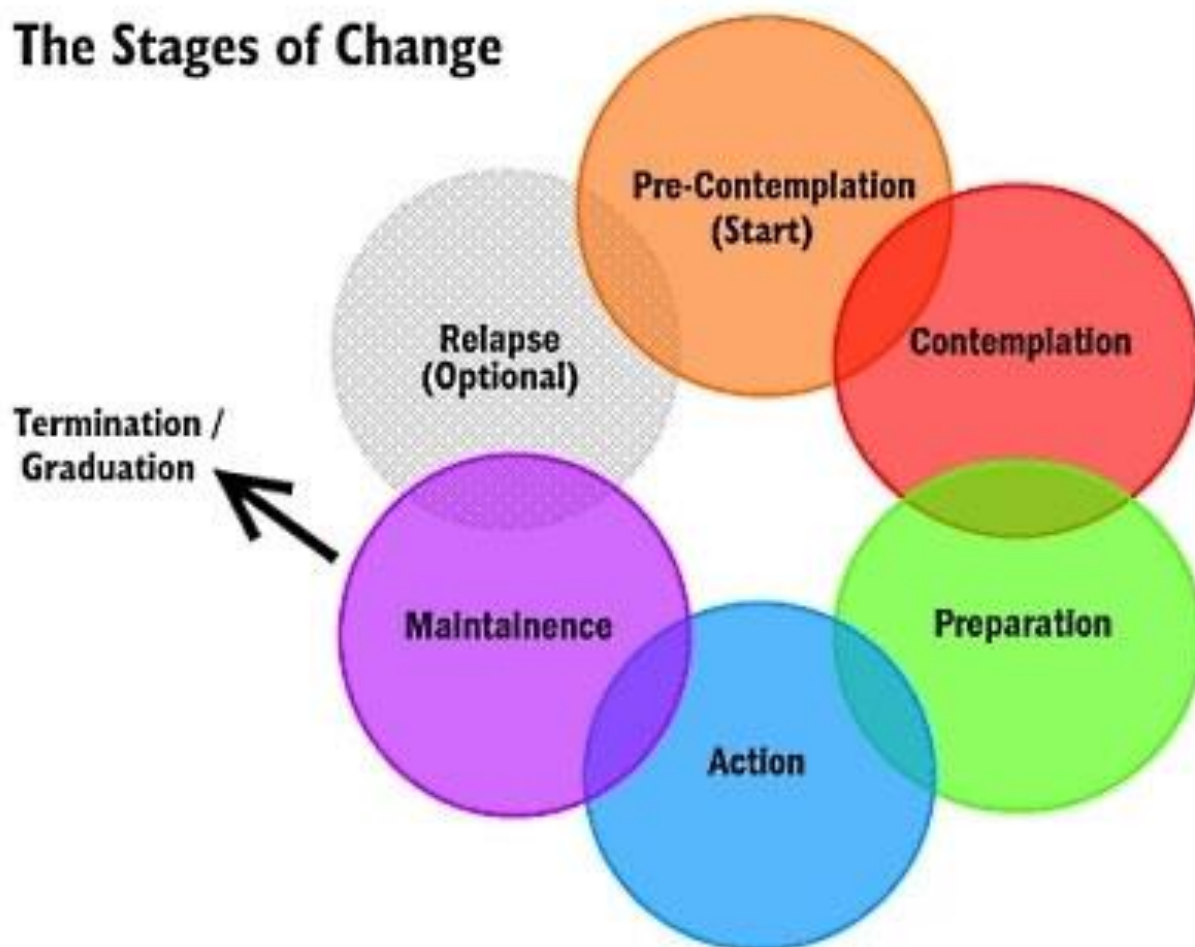 The Stages of Change
Pre-Contemplation
(Start)
Contemplation
Preparation
Action
Maintainence
Relapse
(Optional)
Termination /
Graduation